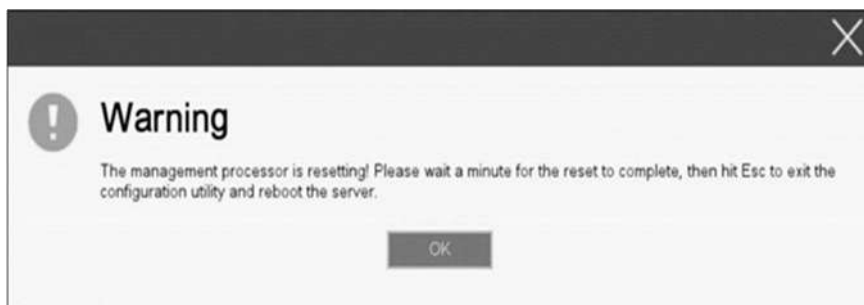 Warning
The management processor is resetting! Please wait a minute for the reset to complete, then hit Esc to exit the
configuration utility and reboot the server.
OK